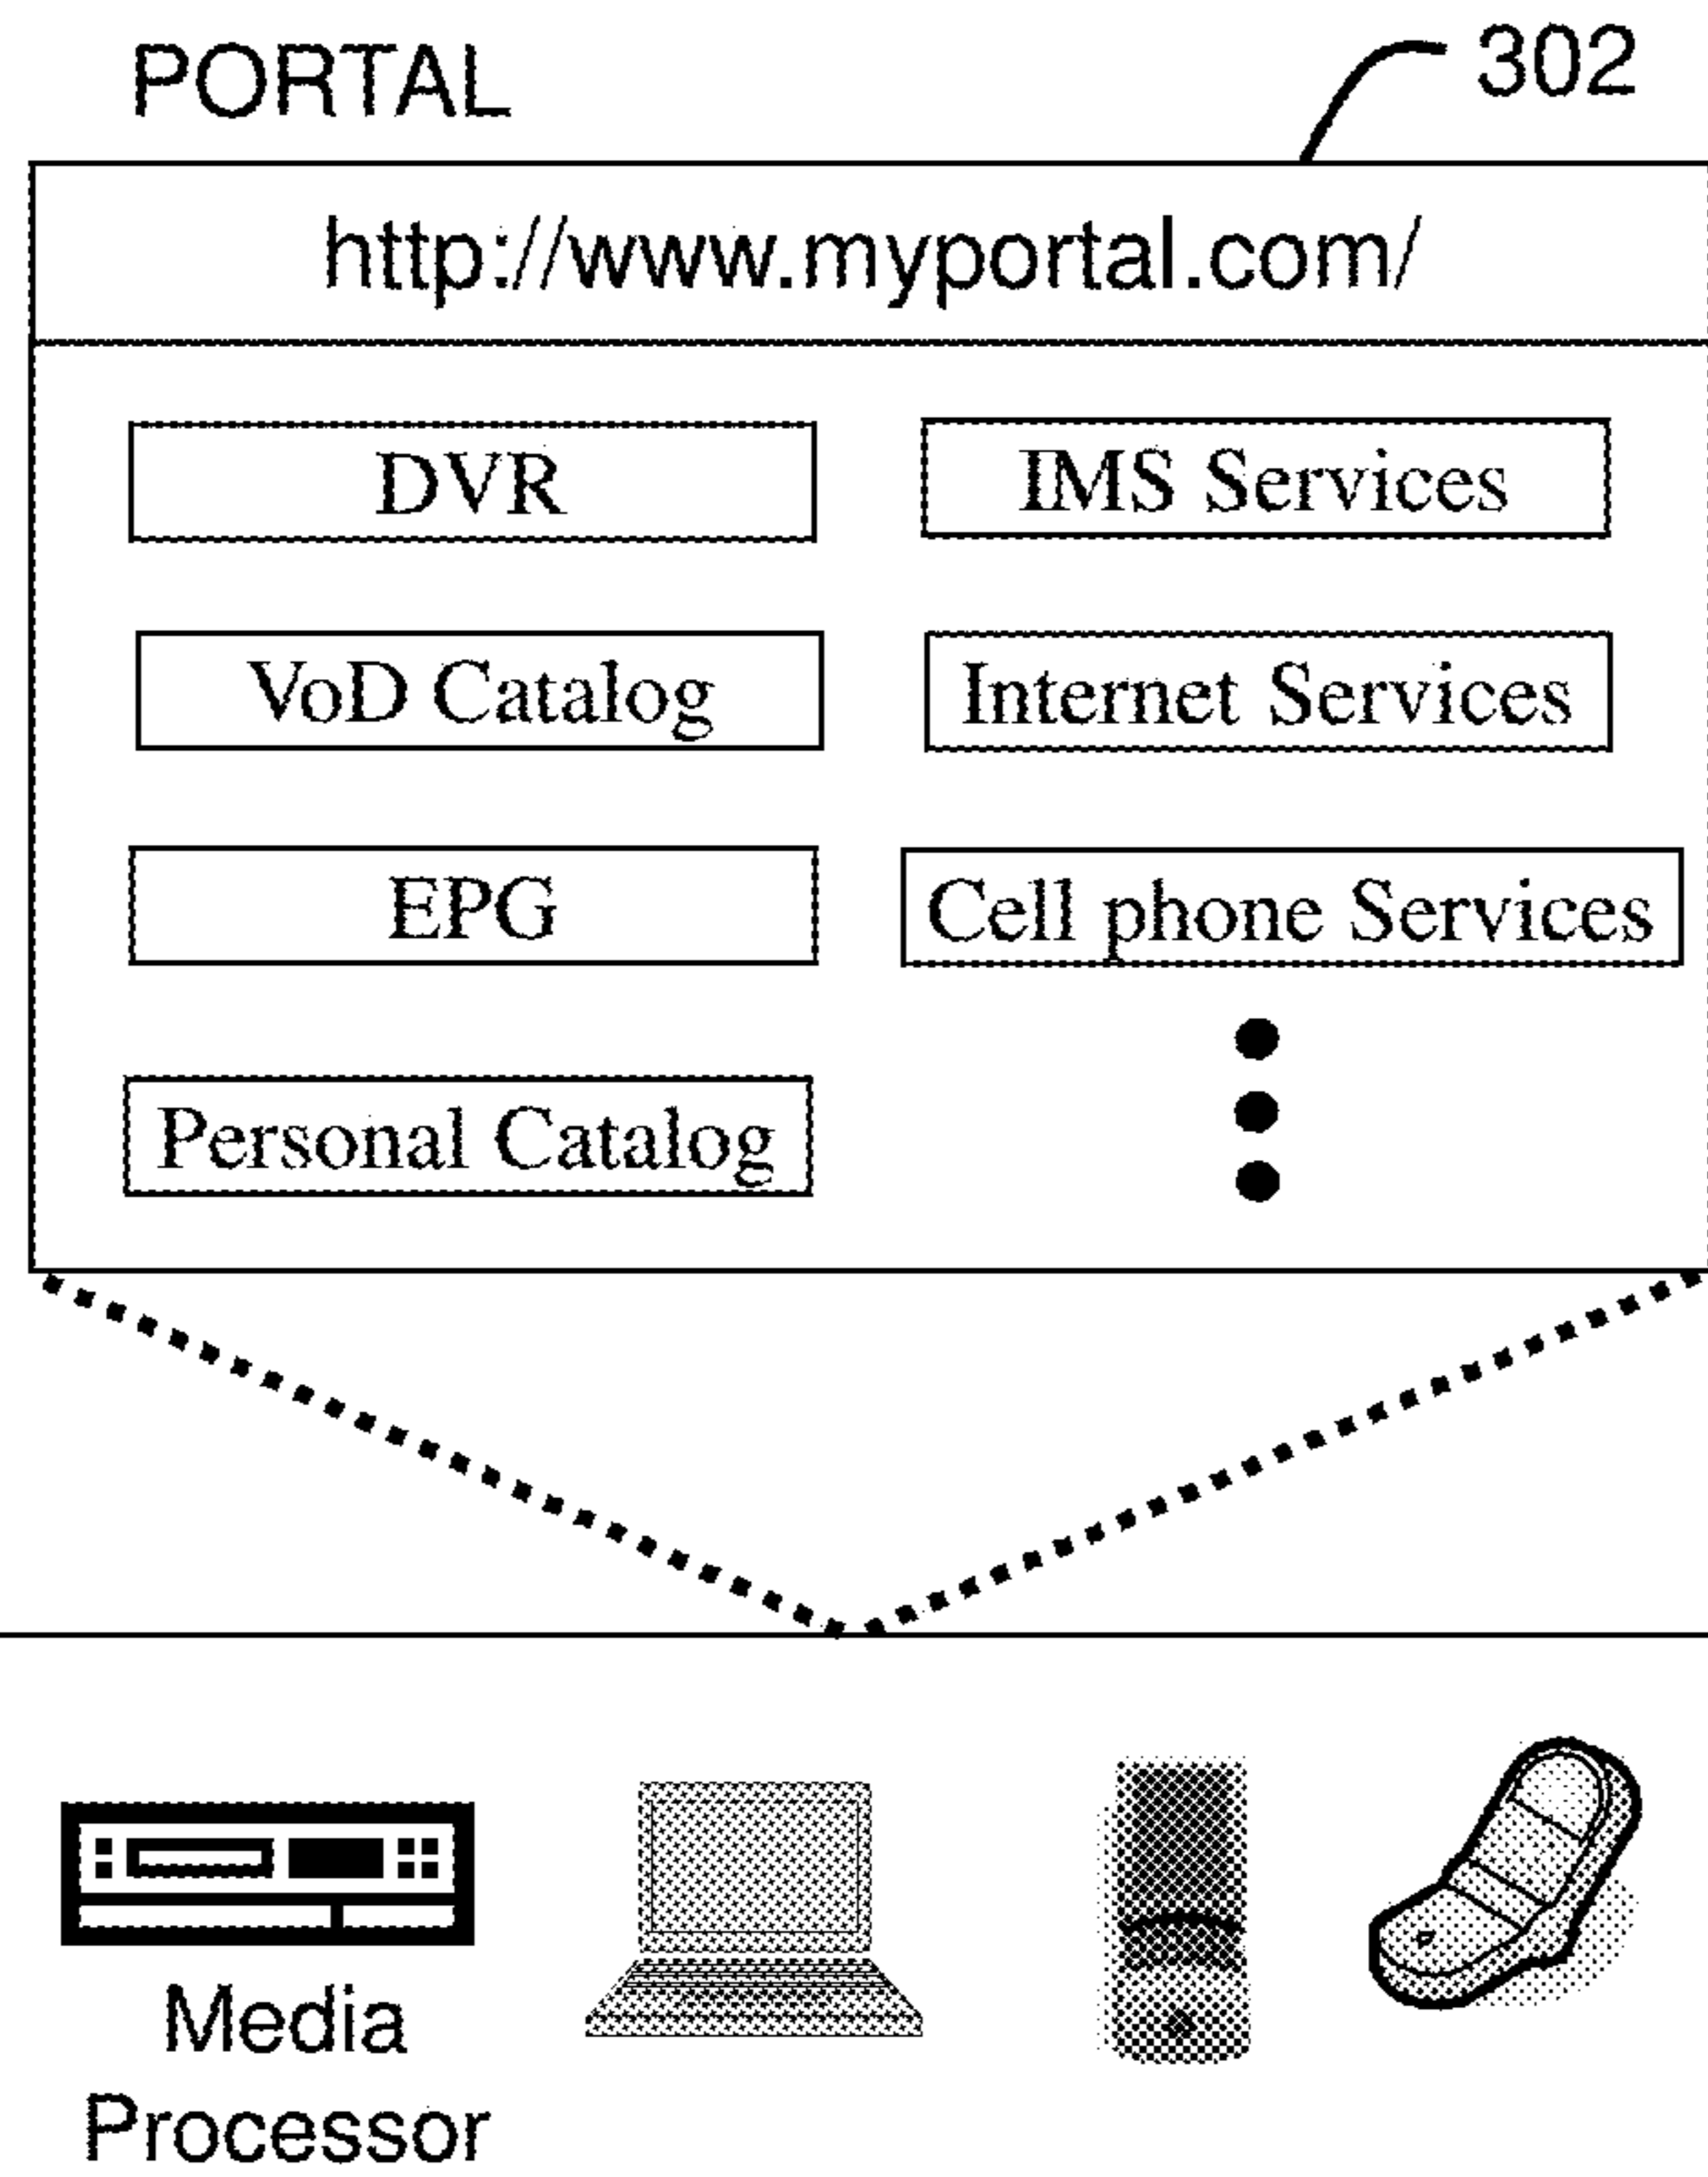 PORTAL
302
http://www.myportal.com/
DVR
IMS Services
VoD Catalog
Internet Services
EPG
Cell phone Services
Personal Catalog
Media
Processor